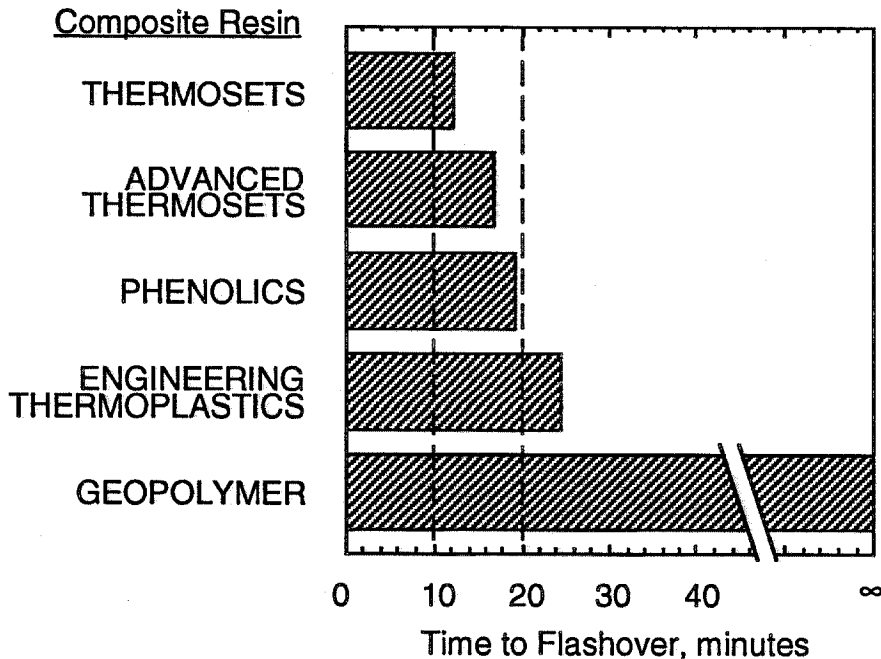 Composite Resin
THERMOSETS
ADVANCED
THERMOSETS
PHENOLICS
ENGINEERING
THERMOPLASTICS
GEOPOLYMER
0 10 20 30 40 ∞
Time to Flashover, minutes